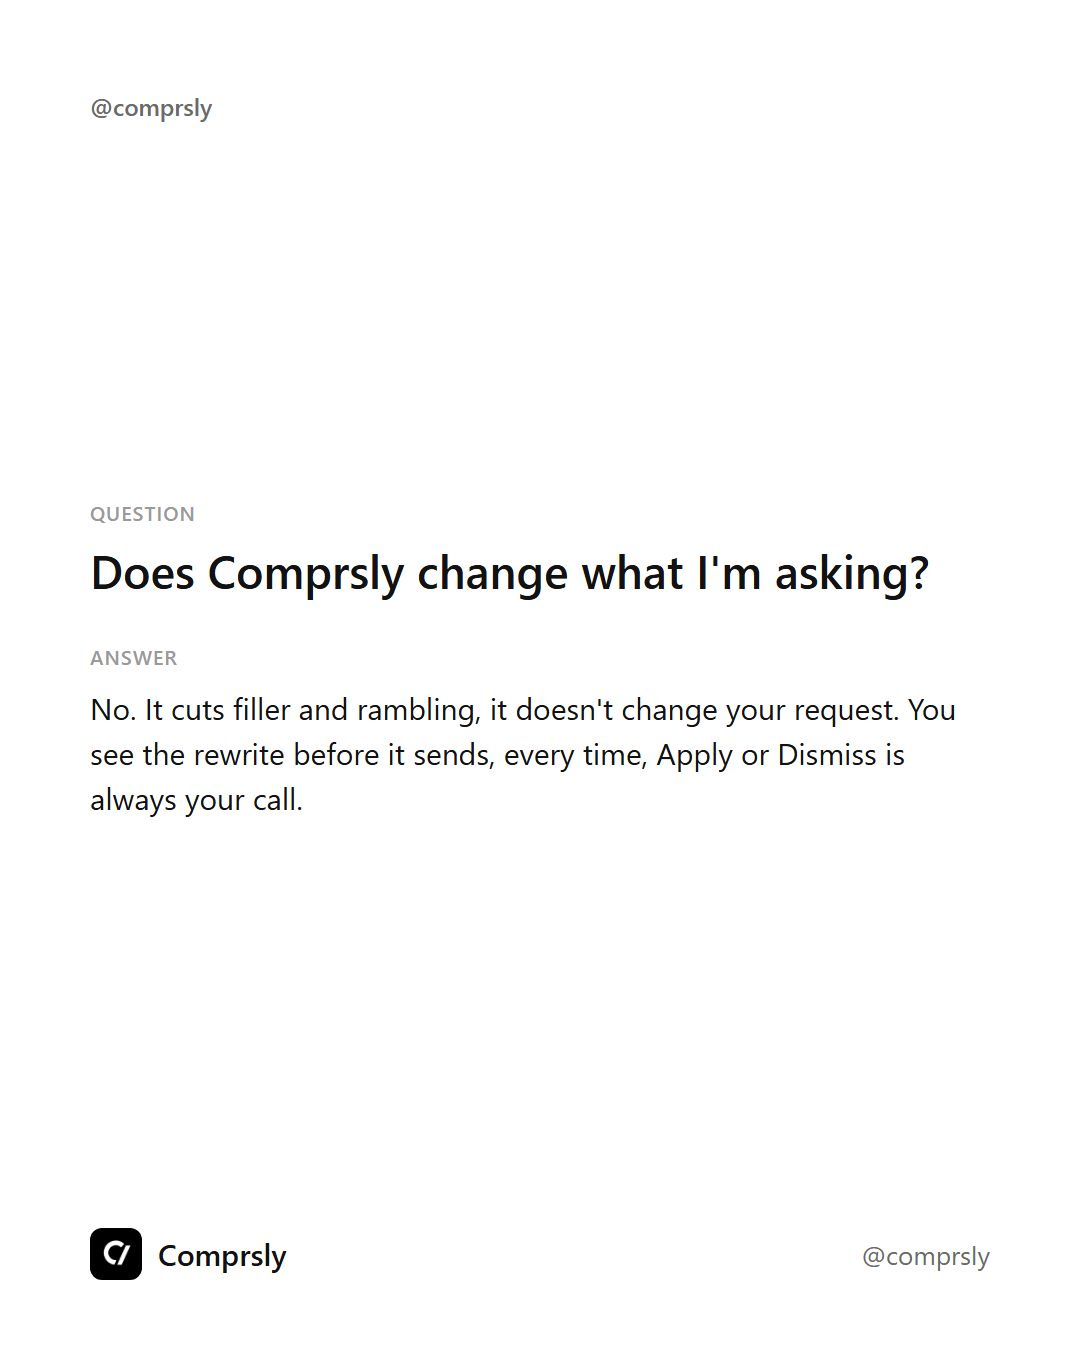 @comprsly
QUESTION
Does Comprsly change what I'm asking?
ANSWER
No. It cuts filler and rambling, it doesn't change your request. You
see the rewrite before it sends, every time, Apply or Dismiss is
always your call.
Comprsly
@comprsly